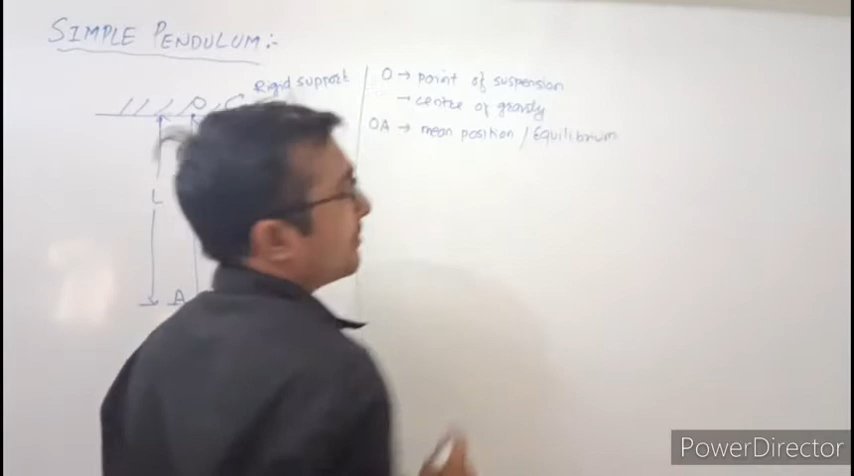 SIMPLE PENDULUM :-
Rigid support
O
L
A
O → point of suspension
→ centre of gravity
OA → mean position / Equilibrium
PowerDirector